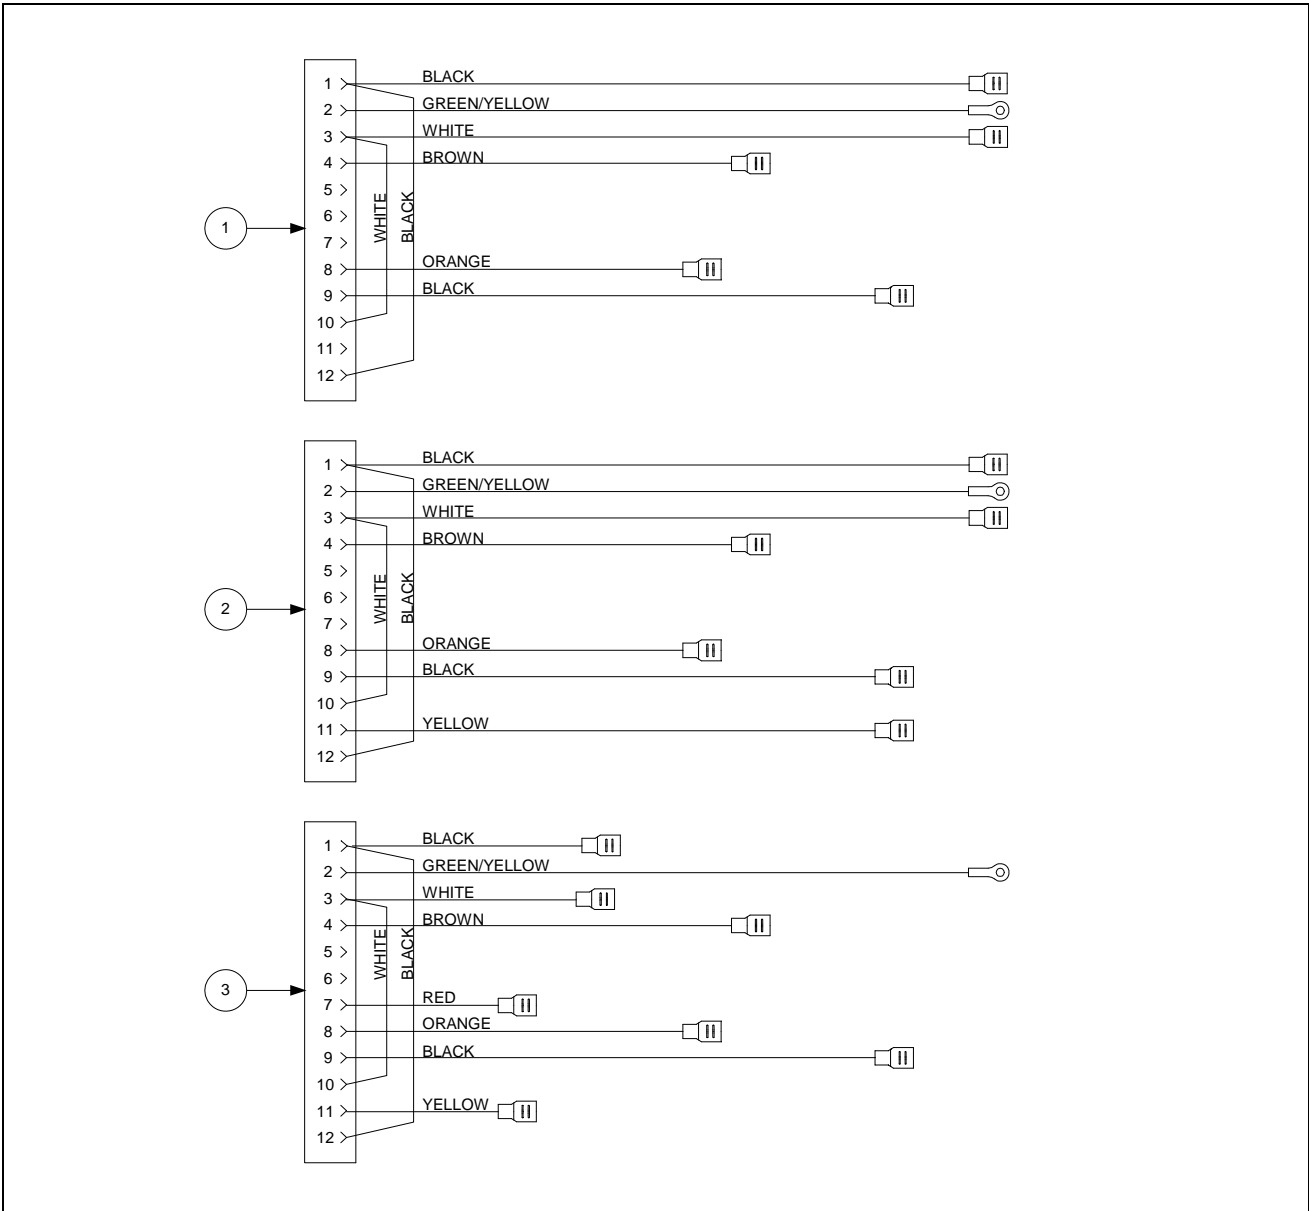 1 BLACK
2 GREEN/YELLOW
3 WHITE
4 BROWN
5
6
7
8 ORANGE
9 BLACK
10
11
12
WHITE
BLACK
1
1 BLACK
2 GREEN/YELLOW
3 WHITE
4 BROWN
5
6
7
8 ORANGE
9 BLACK
10
11 YELLOW
12
WHITE
BLACK
2
1 BLACK
2 GREEN/YELLOW
3 WHITE
4 BROWN
5
6
7 RED
8 ORANGE
9 BLACK
10
11 YELLOW
12
WHITE
BLACK
3